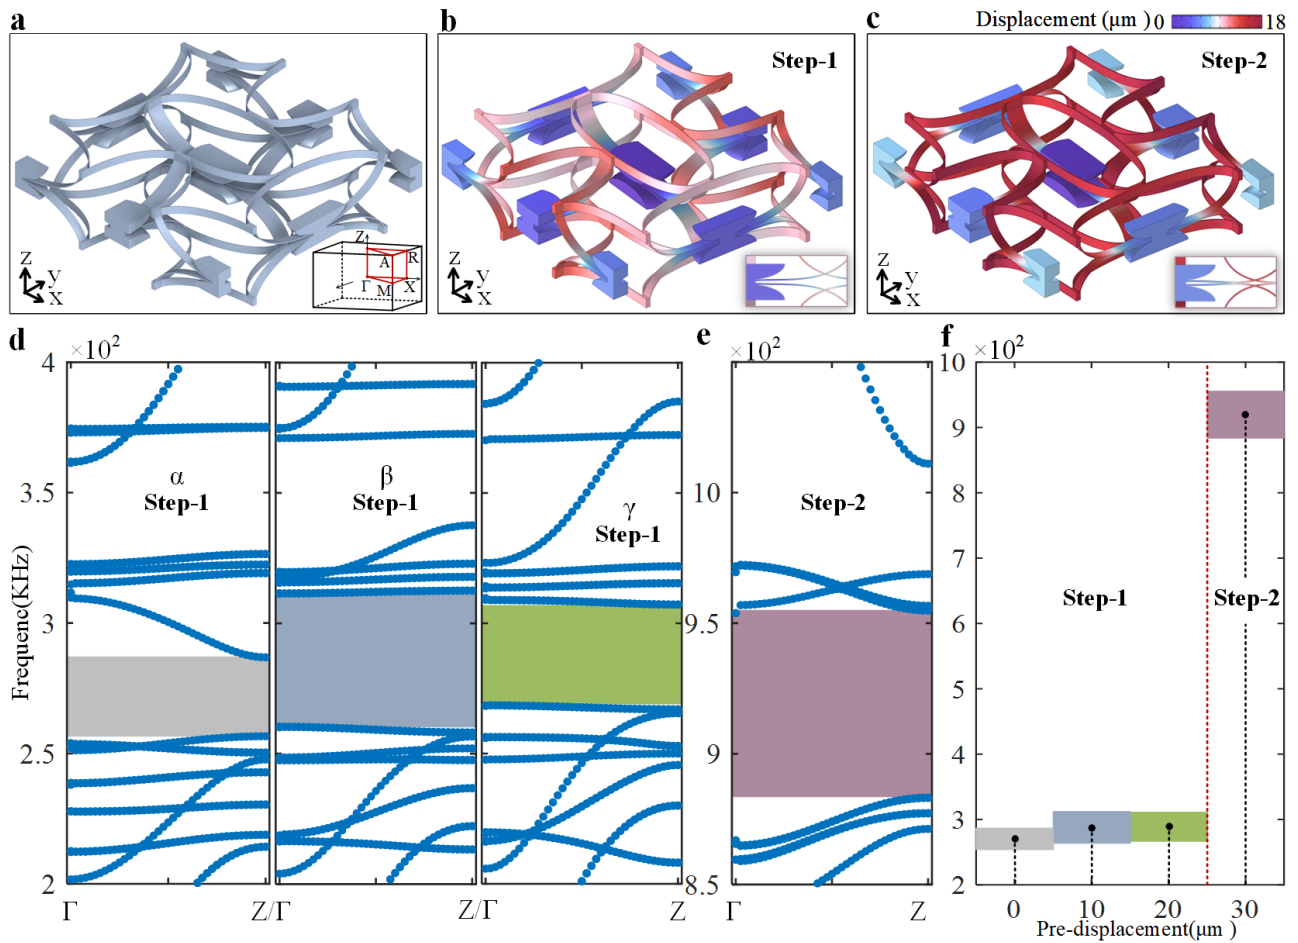 a
b
c
Displacement (μm ) 0 18
Step-1
Step-2
Z
y
X
Z
A
R
Γ
M
X
Z
y
X
Z
y
X
d
×10²
e
×10²
f
×10²
Frequenc(KHz)
4
3.5
3
2.5
2
α
Step-1
β
Step-1
γ
Step-1
Γ
Z/Γ
Z/Γ
Z
10
9.5
9
8.5
Step-2
Γ
Z
10
9
8
7
6
5
4
3
2
Step-1
Step-2
0 10 20 30
Pre-displacement(μm)